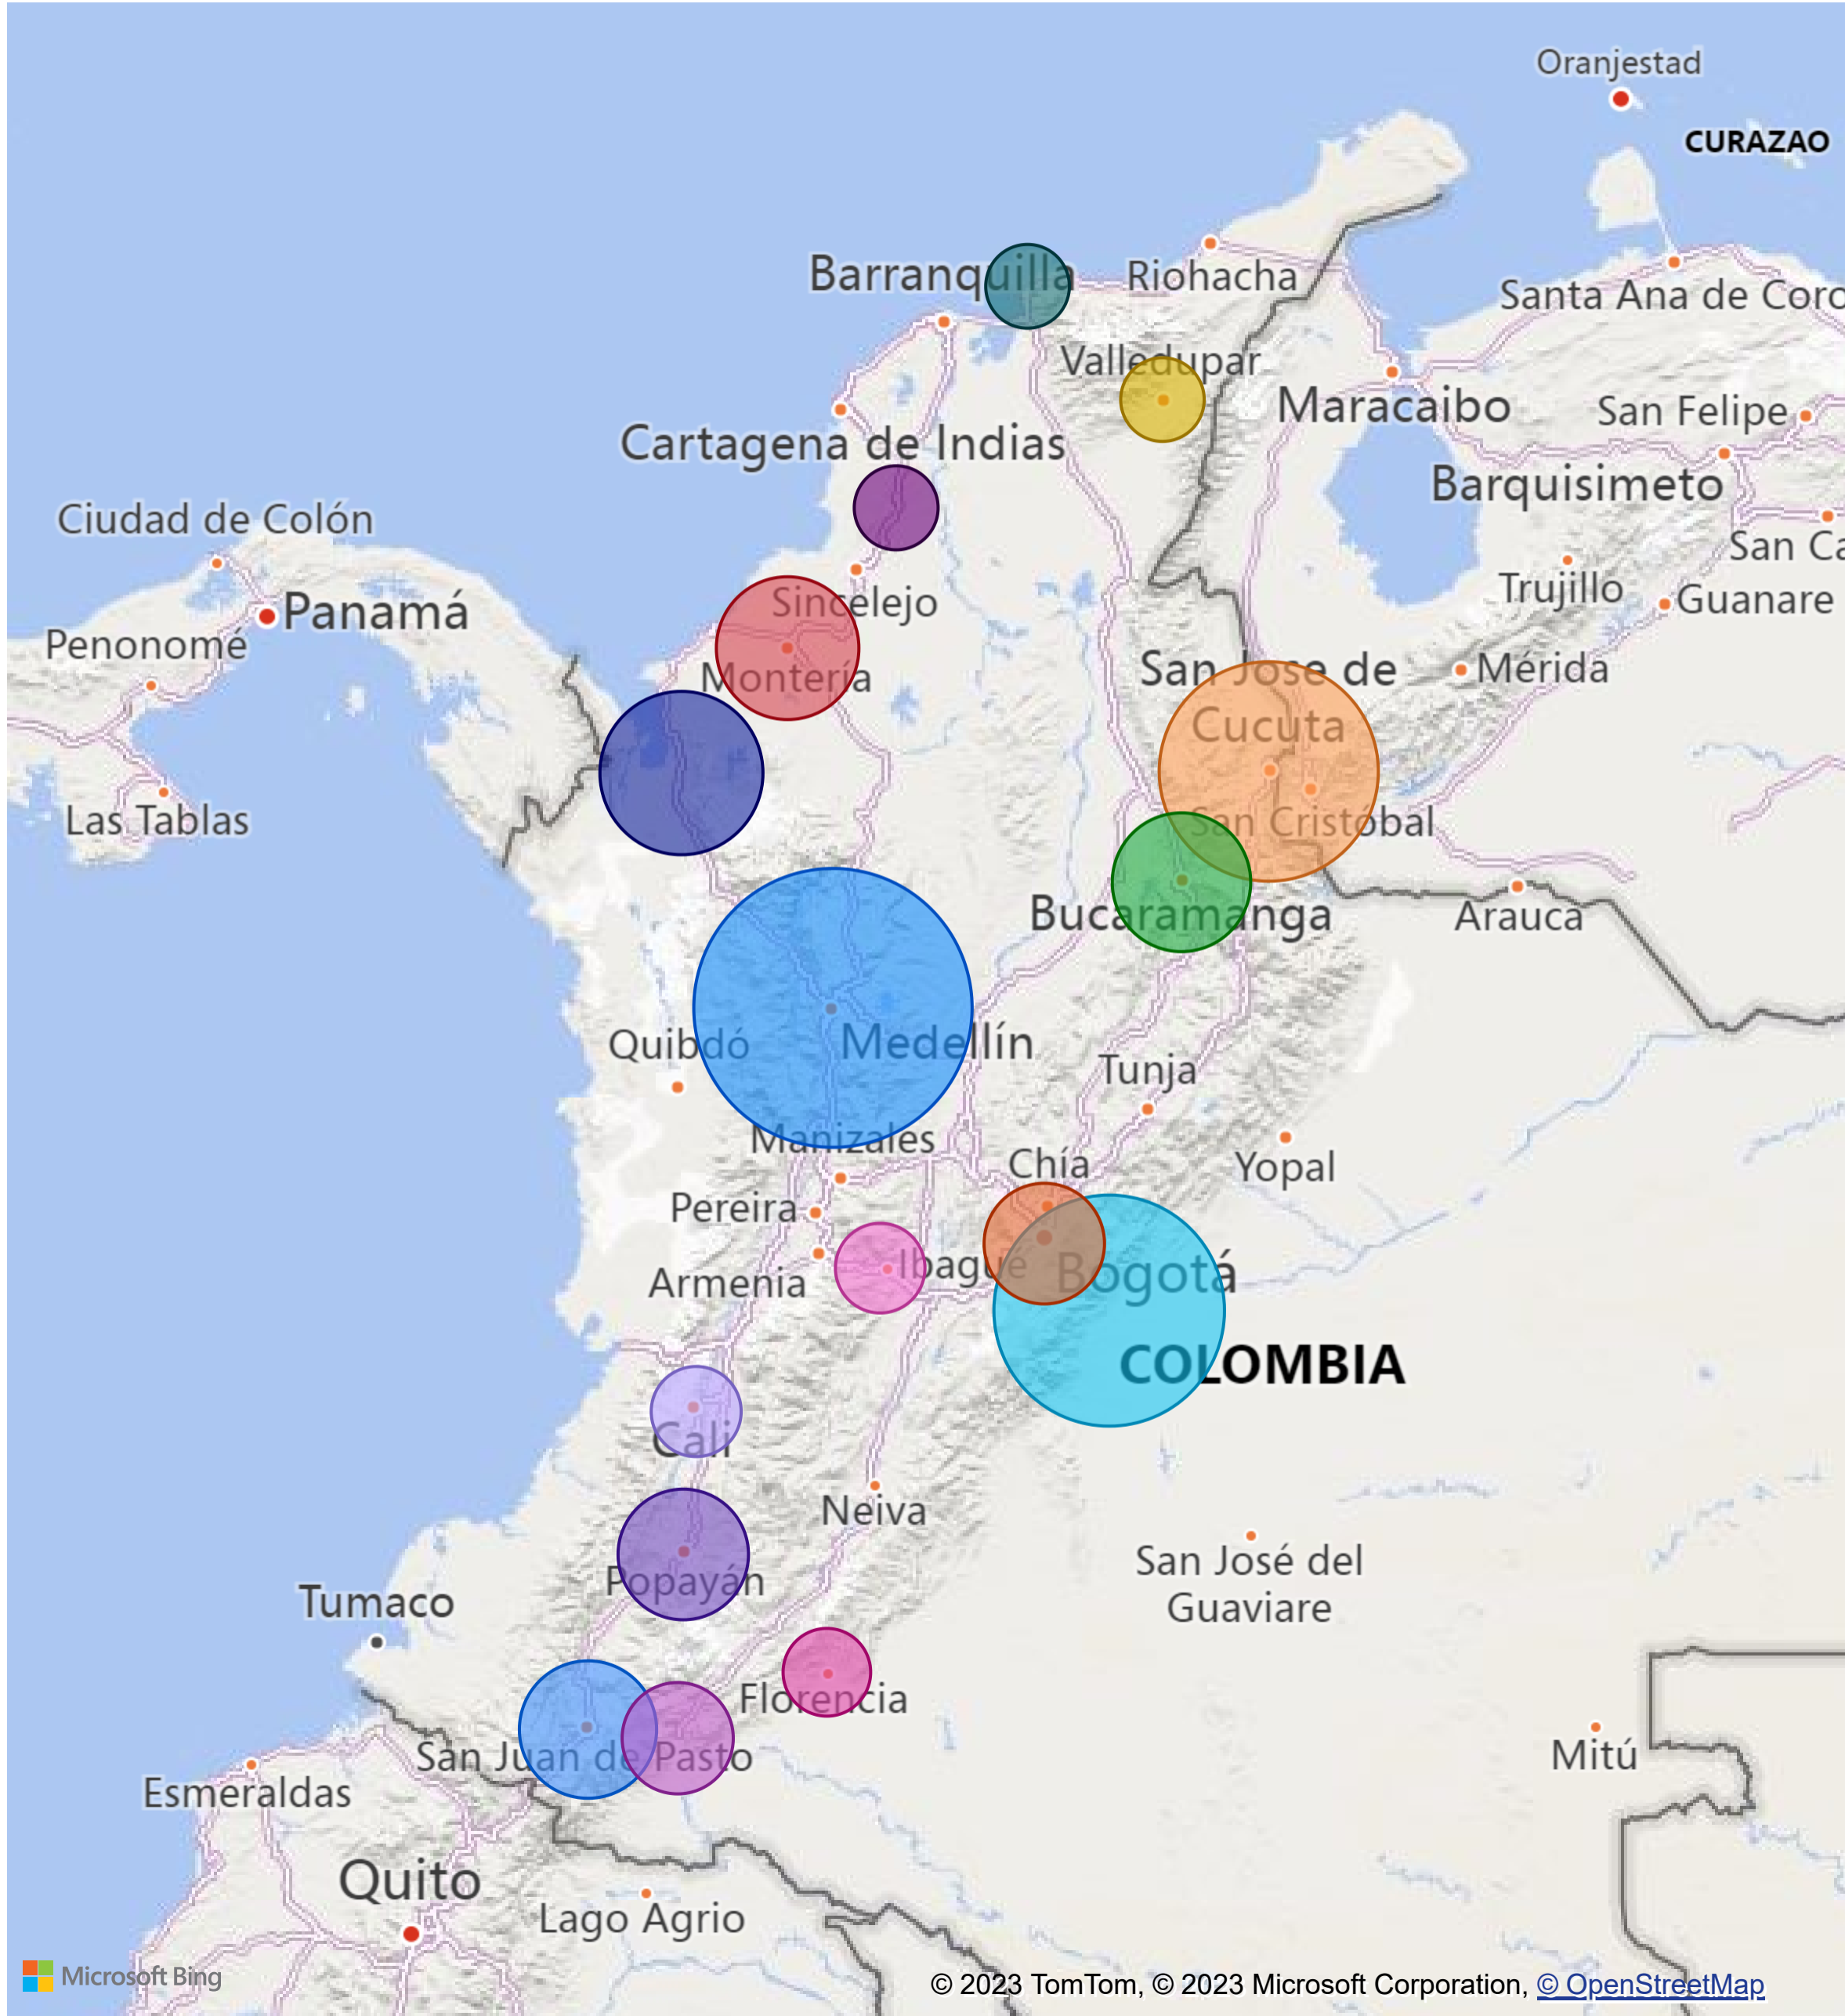 Oranjestad
CURAZAO
Barranquilla
Riohacha
Santa Ana de Coro
Valledupar
Maracaibo
San Felipe
Cartagena de Indias
Barquisimeto
Ciudad de Colón
San Ca
Trujillo
Guanare
Panamá
Sincelejo
Penonomé
San Jose de
Cucuta
Mérida
Montería
Las Tablas
San Cristóbal
Bucaramanga
Arauca
Quibdó
Medellín
Tunja
Manizales
Chía
Yopal
Pereira
Ibagué
Bogotá
Armenia
COLOMBIA
Cali
Neiva
San José del
Guaviare
Popayán
Tumaco
Florencia
San Juan de Pasto
Mitú
Esmeraldas
Quito
Lago Agrio
Microsoft Bing
© 2023 TomTom, © 2023 Microsoft Corporation, © OpenStreetMap